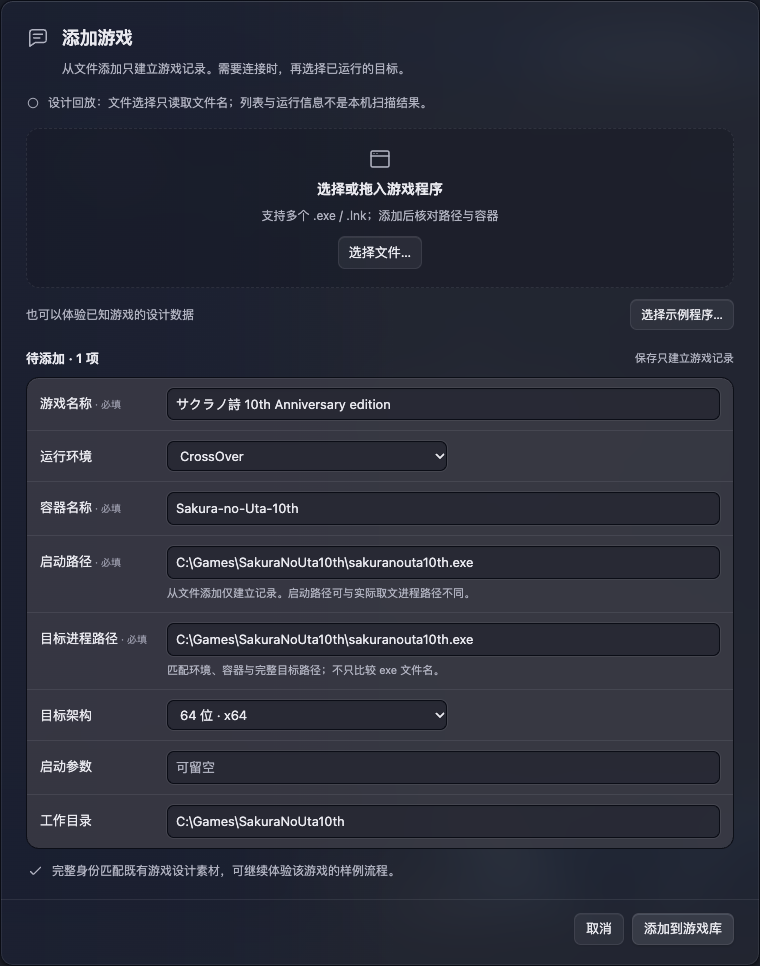 添加游戏
从文件添加只建立游戏记录。需要连接时，再选择已运行的目标。
设计回放：文件选择只读取文件名；列表与运行信息不是本机扫描结果。
选择或拖入游戏程序
支持多个 .exe / .lnk；添加后核对路径与容器
选择文件...
也可以体验已知游戏的设计数据
选择示例程序...
待添加 · 1 项
保存只建立游戏记录
游戏名称 · 必填
サクラノ詩 10th Anniversary edition
运行环境
CrossOver
容器名称 · 必填
Sakura-no-Uta-10th
启动路径 · 必填
C:\Games\SakuraNoUta10th\sakuranouta10th.exe
从文件添加仅建立记录。启动路径可与实际取文进程路径不同。
目标进程路径 · 必填
C:\Games\SakuraNoUta10th\sakuranouta10th.exe
匹配环境、容器与完整目标路径；不只比较 exe 文件名。
目标架构
64 位 · x64
启动参数
可留空
工作目录
C:\Games\SakuraNoUta10th
完整身份匹配既有游戏设计素材，可继续体验该游戏的样例流程。
取消
添加到游戏库